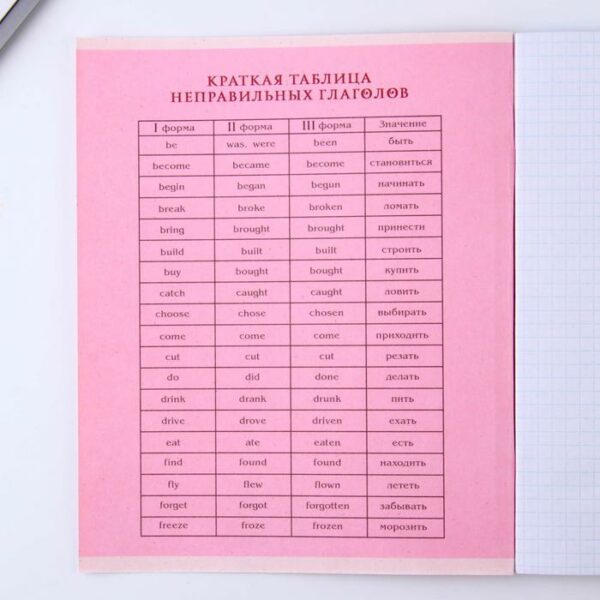 КРАТКАЯ ТАБЛИЦА
НЕПРАВИЛЬНЫХ ГЛАГОЛОВ
I форма II форма III форма Значение
be was, were been быть
become became become становиться
begin began begun начинать
break broke broken ломать
bring brought brought принести
build built built строить
buy bought bought купить
catch caught caught ловить
choose chose chosen выбирать
come come come приходить
cut cut cut резать
do did done делать
drink drank drunk пить
drive drove driven ехать
eat ate eaten есть
find found found находить
fly flew flown лететь
forget forgot forgotten забывать
freeze froze frozen морозить